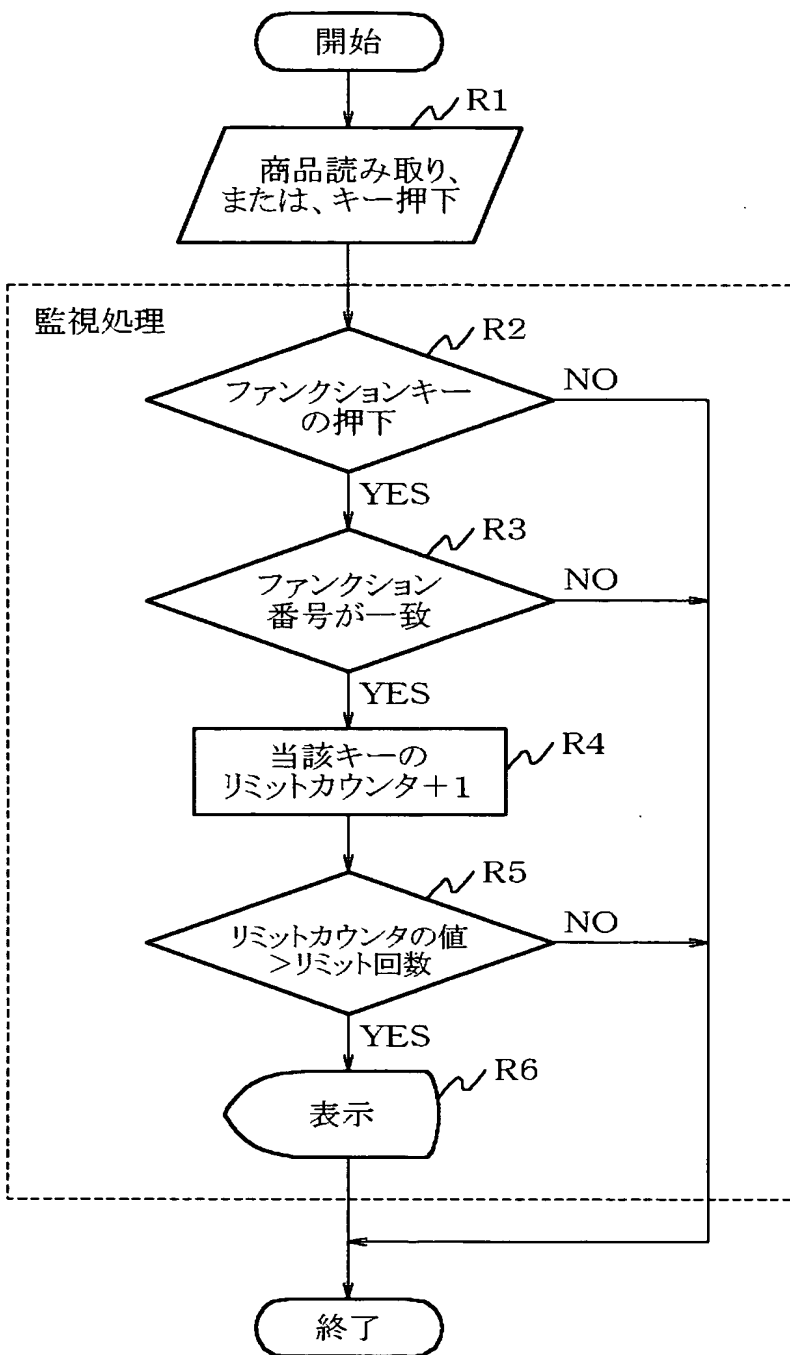 開始
R1
商品読み取り、
または、キー押下
監視処理
R2
ファンクションキー
の押下
NO
YES
R3
ファンクション
番号が一致
NO
YES
R4
当該キーの
リミットカウンタ+1
R5
リミットカウンタの値
>リミット回数
NO
YES
R6
表示
終了